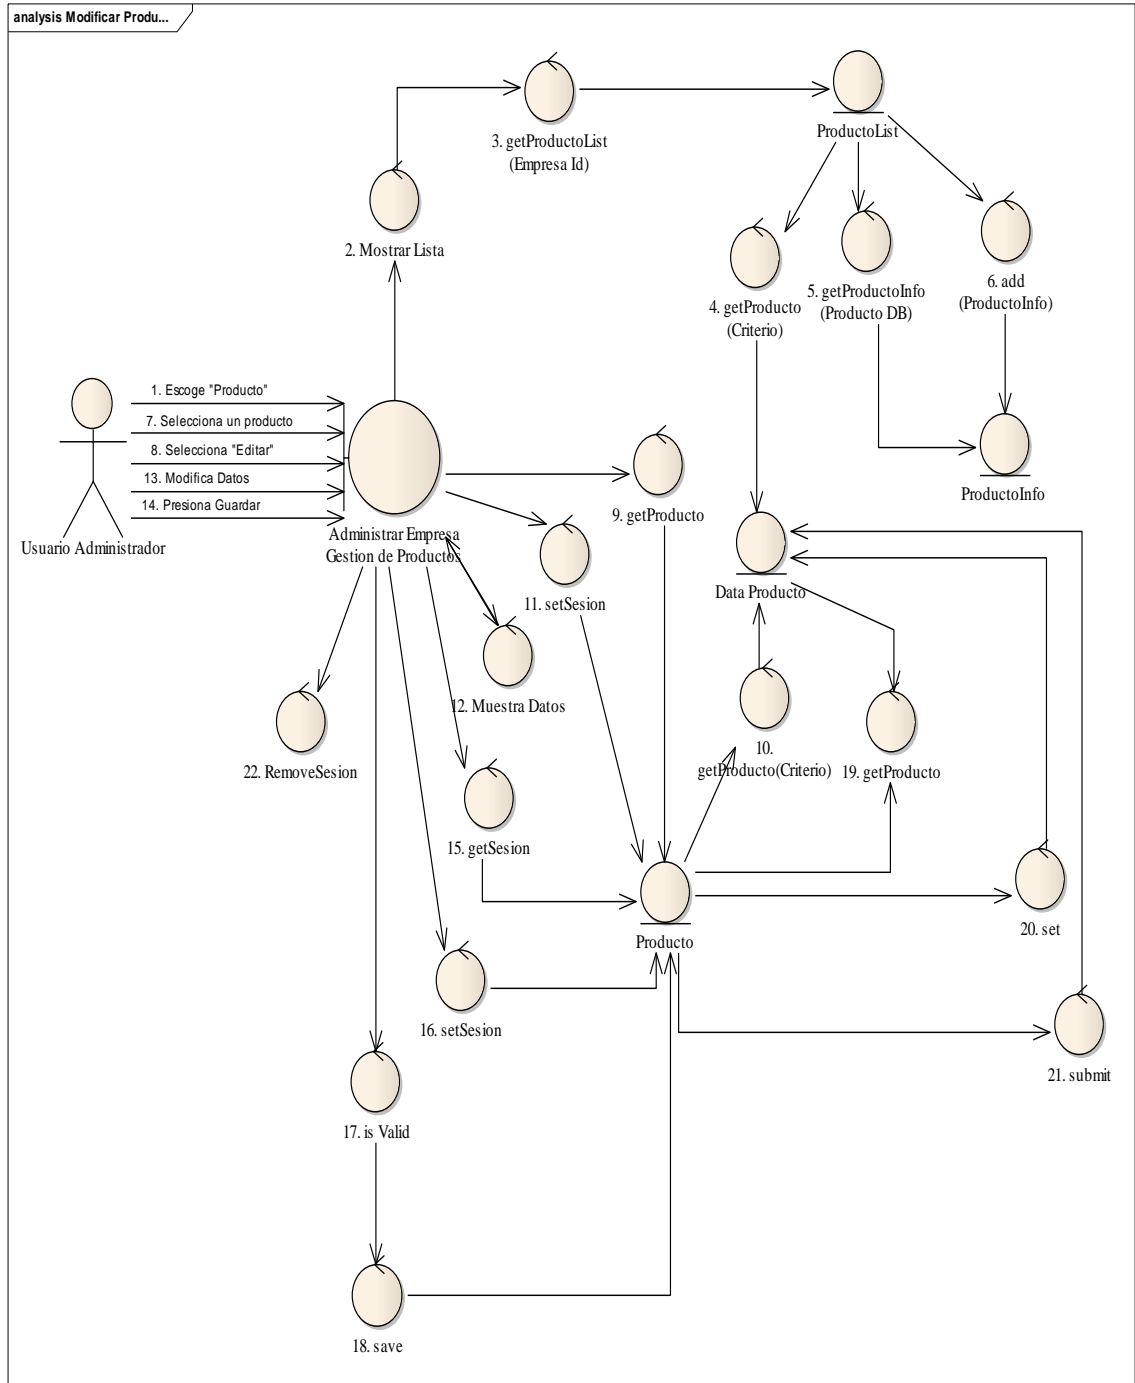 analysis Modificar Produ...
3. getProductoList
(Empresa Id)
ProductoList
2. Mostrar Lista
4. getProducto
(Criterio)
5. getProductoInfo
(Producto DB)
6. add
(ProductoInfo)
1. Escoge "Producto"
7. Selecciona un producto
8. Selecciona "Editar"
13. Modifica Datos
14. Presiona Guardar
Usuario Administrador
Administrar Empresa
Gestion de Productos
9. getProducto
ProductoInfo
11. setSesion
Data Producto
12. Muestra Datos
10.
getProducto(Criterio)
19. getProducto
22. RemoveSesion
15. getSesion
Producto
20. set
16. setSesion
21. submit
17. is Valid
18. save